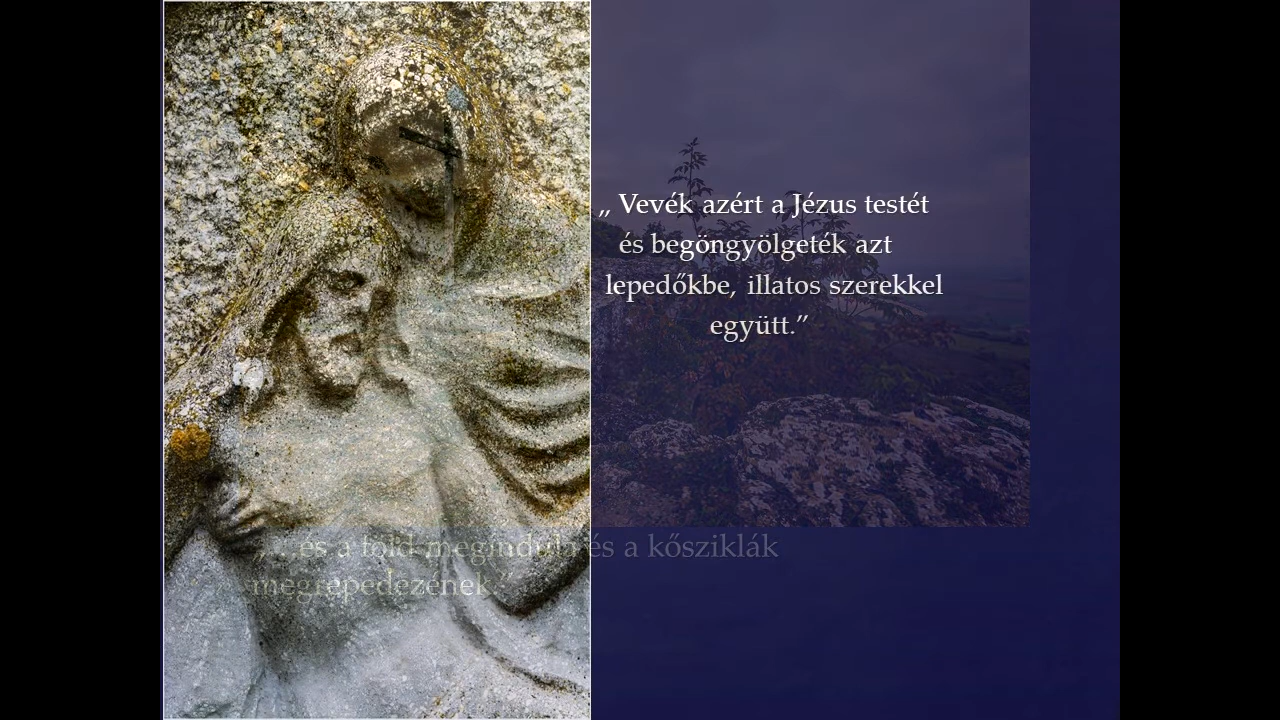 „ Vevék azért a Jézus testét
és begöngyölgeték azt
lepedőkbe, illatos szerekkel
együtt.”
„…és a föld megindula és a kősziklák
megrepedezének.”